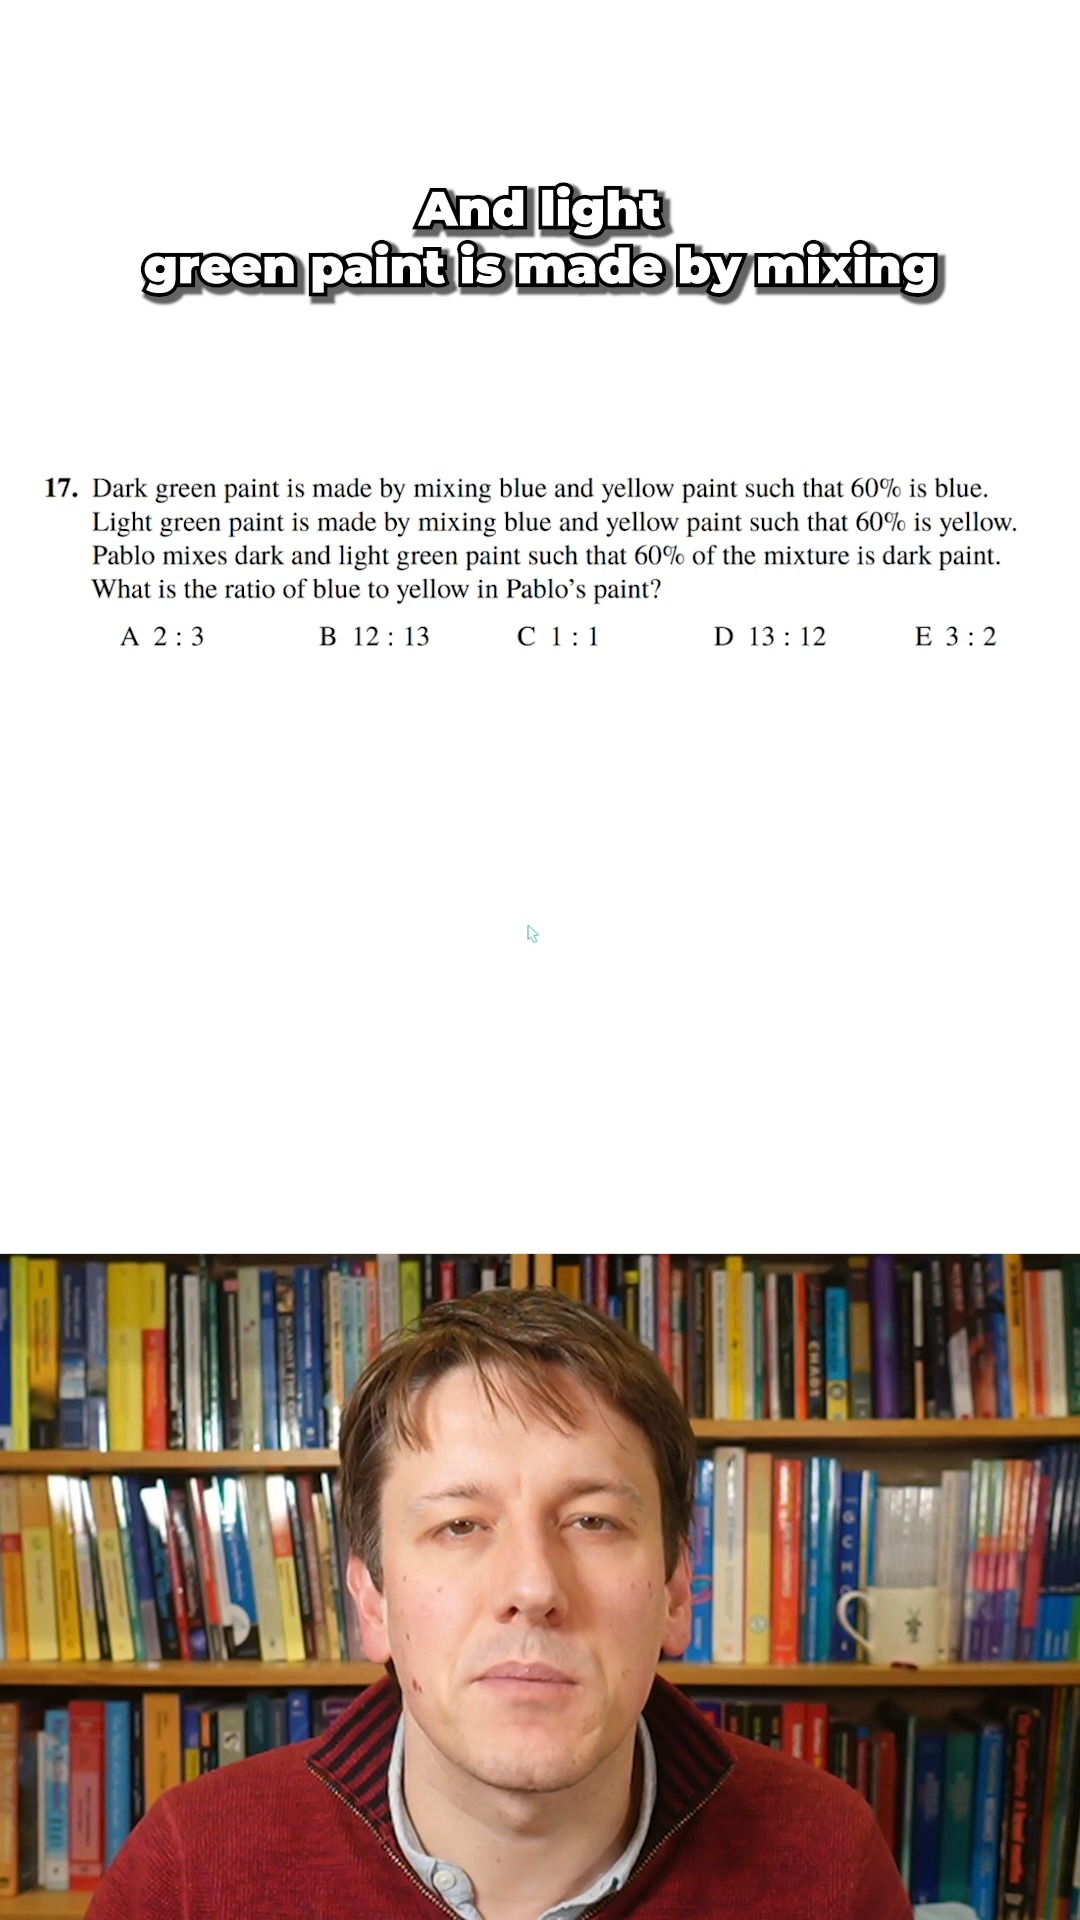 And light
green paint is made by mixing
17. Dark green paint is made by mixing blue and yellow paint such that 60% is blue.
Light green paint is made by mixing blue and yellow paint such that 60% is yellow.
Pablo mixes dark and light green paint such that 60% of the mixture is dark paint.
What is the ratio of blue to yellow in Pablo's paint?
A 2 : 3 B 12 : 13 C 1 : 1 D 13 : 12 E 3 : 2
CHAOS